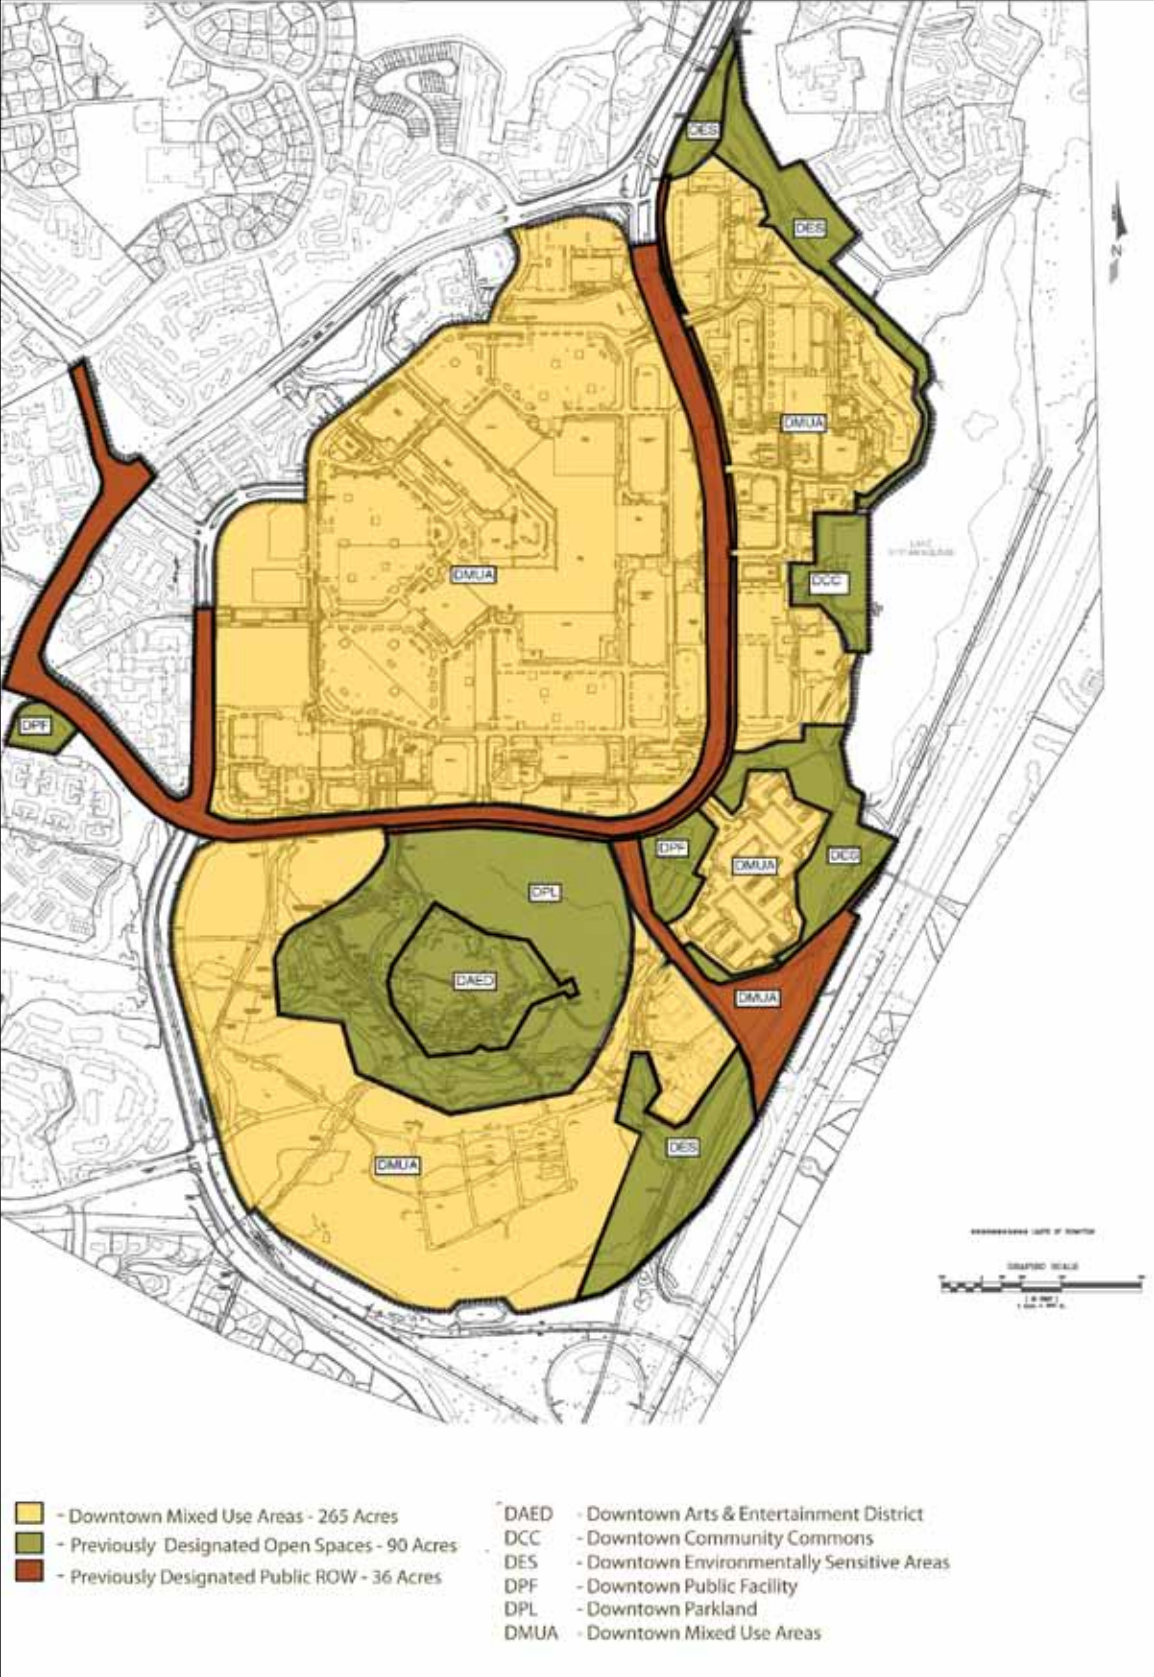 DES
DES
DMUA
DMUA
DCC
DPF
DPF
DMUA
DES
DPL
DAED
DMUA
DES
DMUA
N
LAKE
GRAPHIC SCALE
- Downtown Mixed Use Areas - 265 Acres
- Previously Designated Open Spaces - 90 Acres
- Previously Designated Public ROW - 36 Acres
DAED - Downtown Arts & Entertainment District
DCC - Downtown Community Commons
DES - Downtown Environmentally Sensitive Areas
DPF - Downtown Public Facility
DPL - Downtown Parkland
DMUA - Downtown Mixed Use Areas